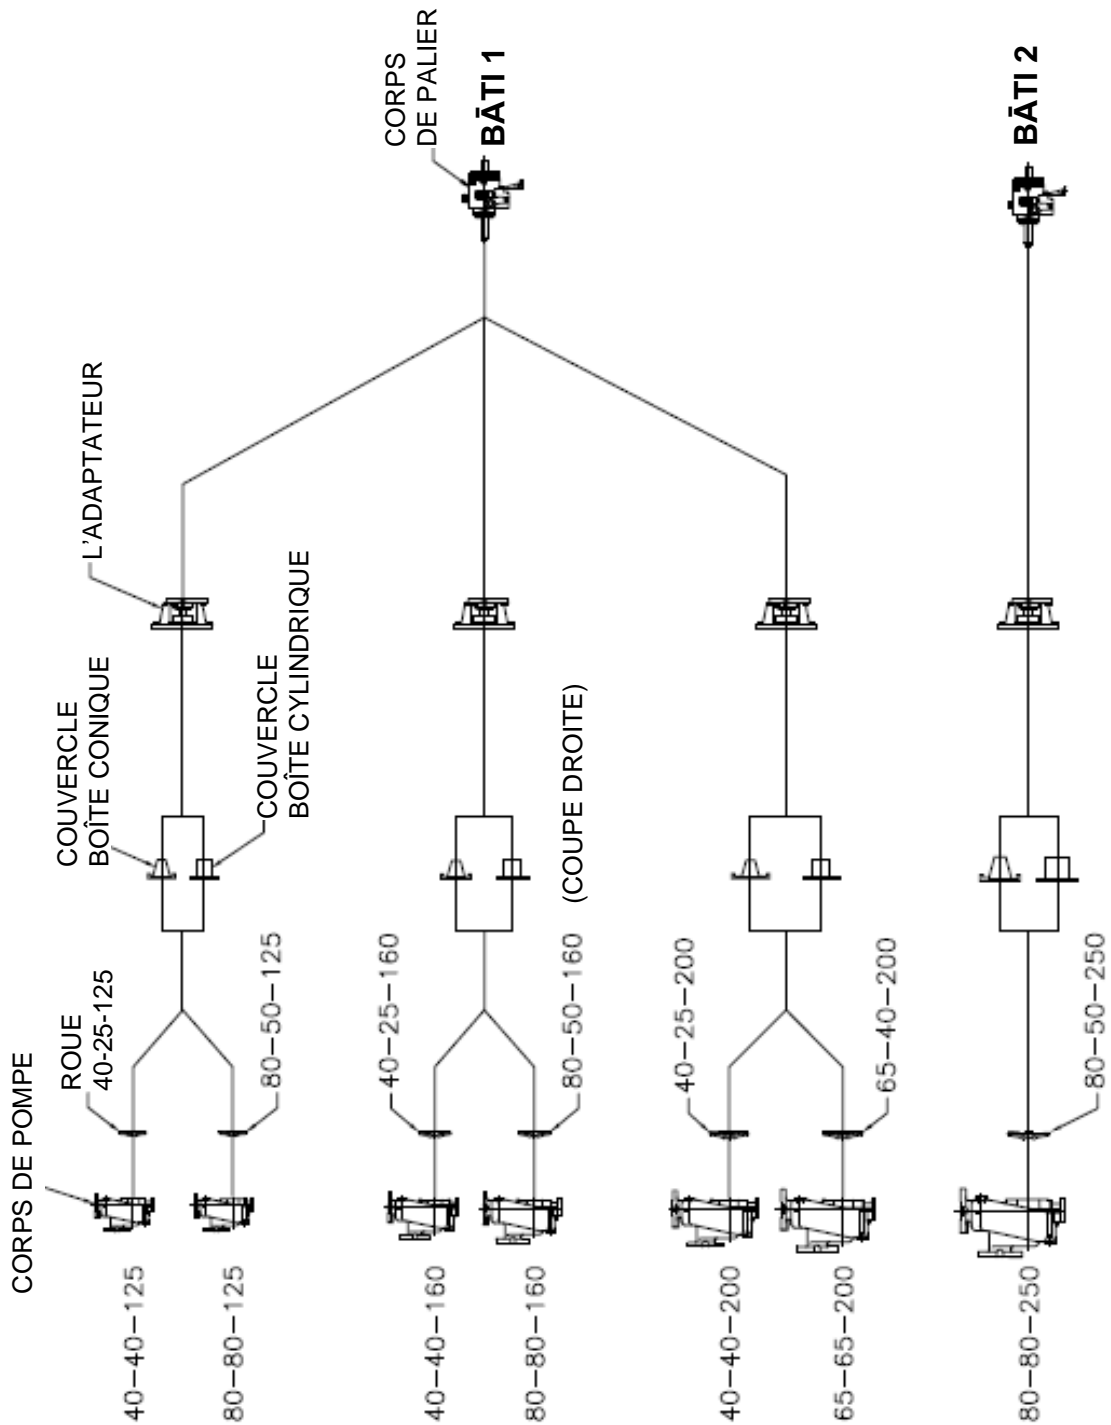 CORPS DE POMPE
ROUE
40-25-125
COUVERCLE
BOÎTE CONIQUE
L'ADAPTATEUR
CORPS
DE PALIER
BĀTI 1
40–40–125
80–80–125
80–50–125
COUVERCLE
BOÎTE CYLINDRIQUE
40–40–160
40–25–160
80–80–160
80–50–160 (COUPE DROITE)
40–40–200
40–25–200
65–65–200
65–40–200
80–80–250
80–50–250
BĀTI 2